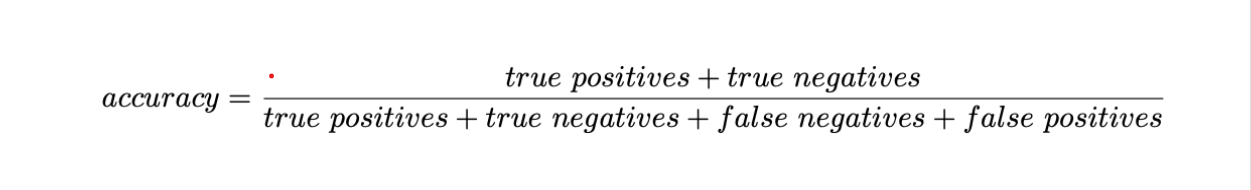 accuracy = true positives + true negatives / true positives + true negatives + false negatives + false positives